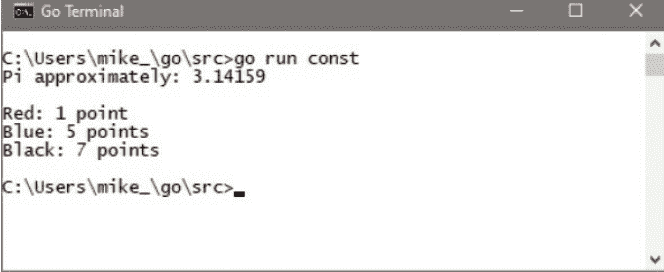 Go Terminal
C:\Users\mike_\go\src>go run const
Pi approximately: 3.14159
Red: 1 point
Blue: 5 points
Black: 7 points
C:\Users\mike_\go\src>